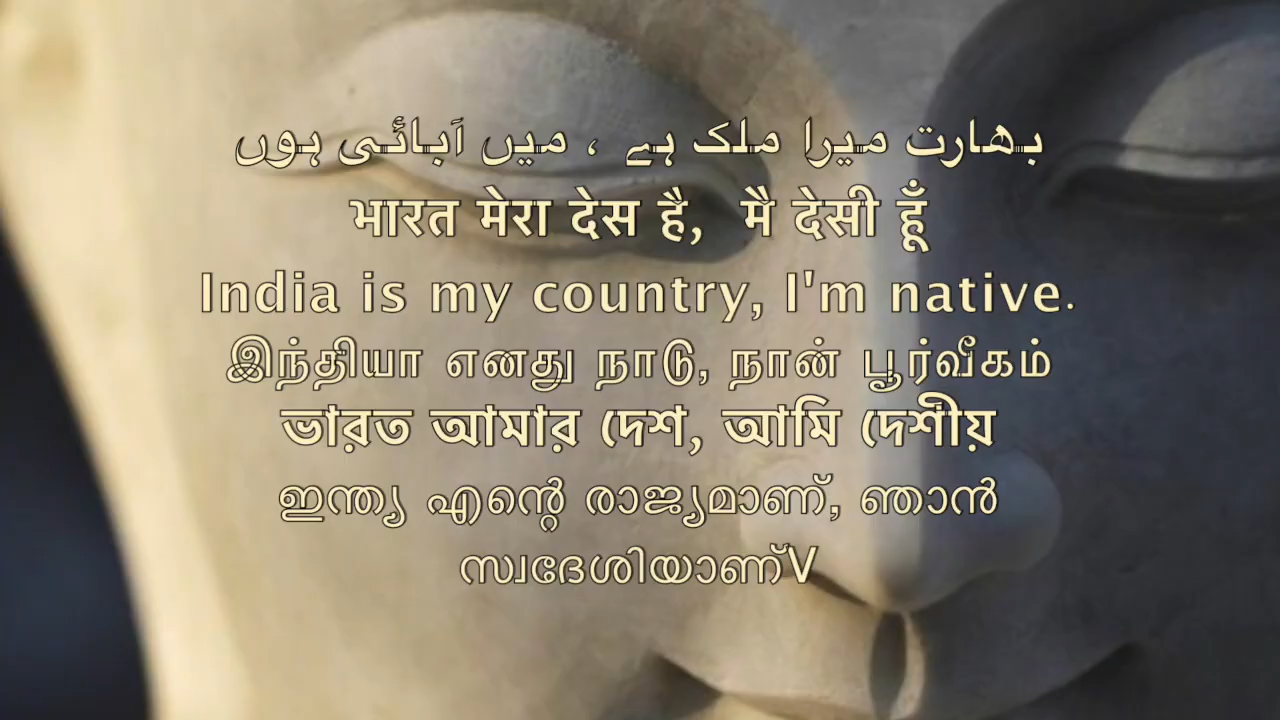 بھارت میرا ملک ہے ، میں آبائی ہوں
भारत मेरा देस है, मै देसी हूँ
India is my country, I'm native.
இந்தியா எனது நாடு, நான் பூர்வீகம்
ভারত আমার দেশ, আমি দেশীয়
ഇന്ത്യ എന്റെ രാജ്യമാണ്, ഞാൻ
സ്വദേശിയാണ്V